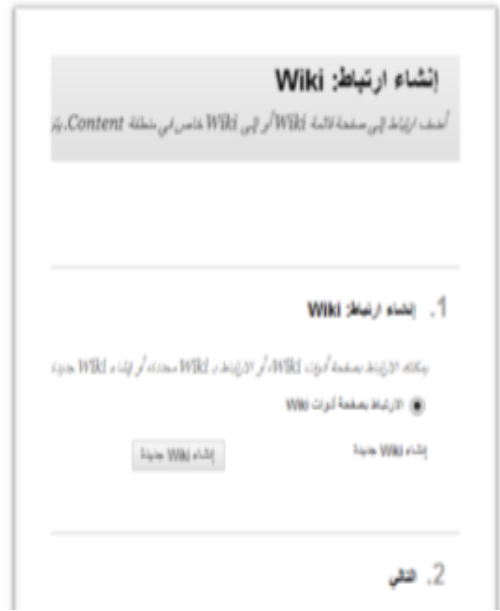 إنشاء ارتباط: Wiki
أضف ارتباط إلى صفحة قائمة Wiki أو إلى Wiki خاص في منطقة Content.
1. إنشاء ارتباط: Wiki
يمكنك الارتباط بصفحة أدوات Wiki، أو الارتباط بـ Wiki محددة، أو إنشاء Wiki جديدة
الارتباط بصفحة أدوات Wiki
إنشاء Wiki جديدة
إنشاء Wiki جديدة
2. التالي